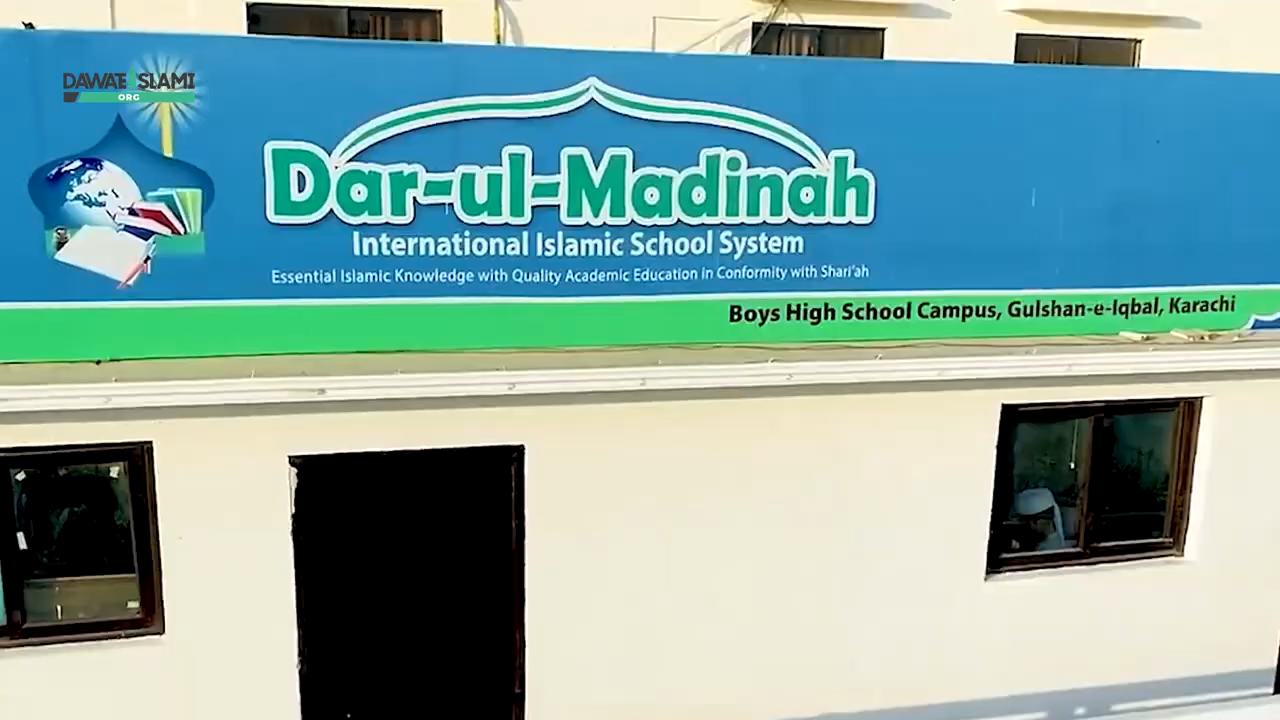 DAWATEISLAMI
ORG
Dar-ul-Madinah
International Islamic School System
Essential Islamic Knowledge with Quality Academic Education in Conformity with Shari'ah
Boys High School Campus, Gulshan-e-Iqbal, Karachi